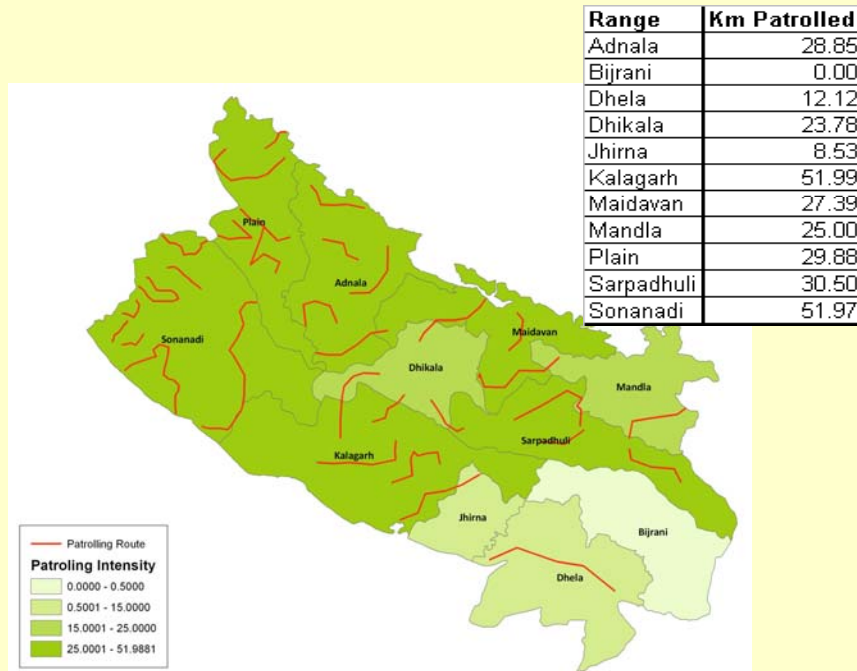 Range Km Patrolled
Adnala 28.85
Bijrani 0.00
Dhela 12.12
Dhikala 23.78
Jhirna 8.53
Kalagarh 51.99
Maidavan 27.39
Mandla 25.00
Plain 29.88
Sarpadhuli 30.50
Sonanadi 51.97
Plain
Adnala
Sonanadi
Maidavan
Dhikala
Mandla
Sarpadhuli
Kalagarh
Jhirna
Bijrani
Dhela
Patrolling Route
Patroling Intensity
0.0000 - 0.5000
0.5001 - 15.0000
15.0001 - 25.0000
25.0001 - 51.9881